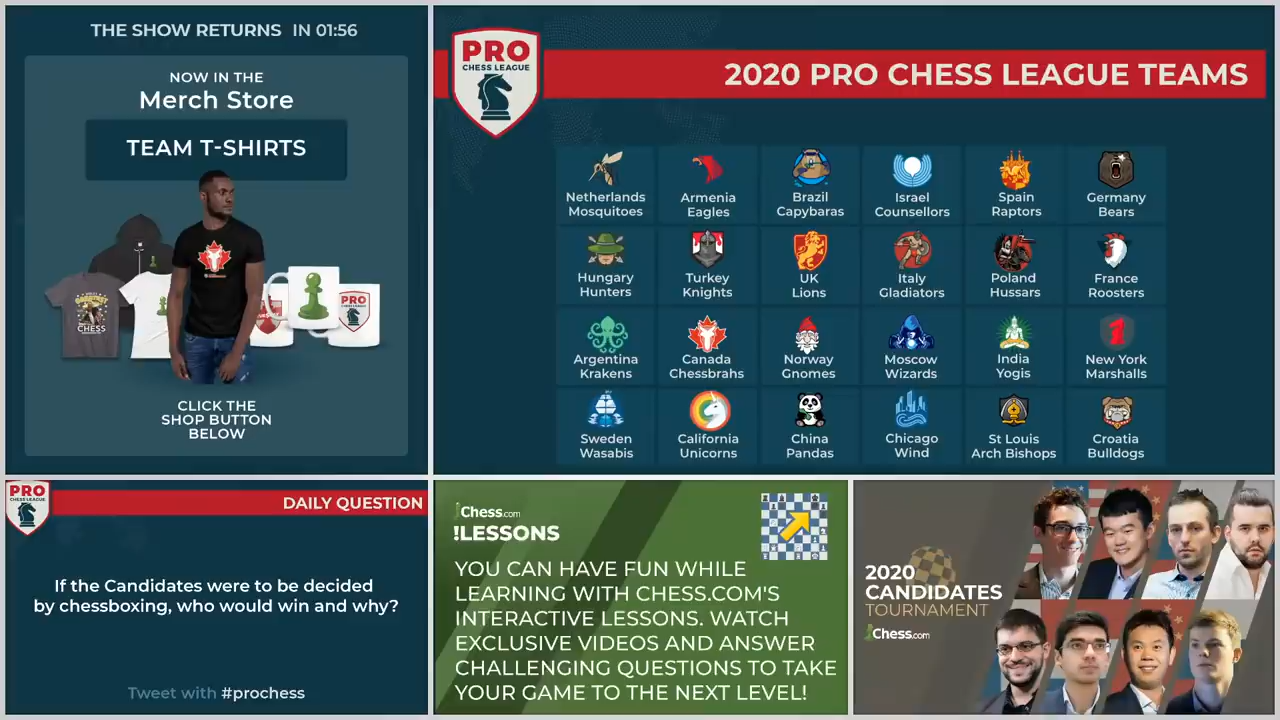 THE SHOW RETURNS IN 01:56
NOW IN THE
Merch Store
TEAM T-SHIRTS
CHESS
PRO
CLICK THE
SHOP BUTTON
BELOW
PRO
CHESS LEAGUE
2020 PRO CHESS LEAGUE TEAMS
Netherlands
Mosquitoes
Armenia
Eagles
Brazil
Capybaras
Israel
Counsellors
Spain
Raptors
Germany
Bears
Hungary
Hunters
Turkey
Knights
UK
Lions
Italy
Gladiators
Poland
Hussars
France
Roosters
Argentina
Krakens
Canada
Chessbrahs
Norway
Gnomes
Moscow
Wizards
India
Yogis
New York
Marshalls
Sweden
Wasabis
California
Unicorns
China
Pandas
Chicago
Wind
St Louis
Arch Bishops
Croatia
Bulldogs
PRO
CHESS LEAGUE
DAILY QUESTION
If the Candidates were to be decided
by chessboxing, who would win and why?
Tweet with #prochess
Chess.com
!LESSONS
YOU CAN HAVE FUN WHILE
LEARNING WITH CHESS.COM'S
INTERACTIVE LESSONS. WATCH
EXCLUSIVE VIDEOS AND ANSWER
CHALLENGING QUESTIONS TO TAKE
YOUR GAME TO THE NEXT LEVEL!
2020
CANDIDATES
TOURNAMENT
Chess.com